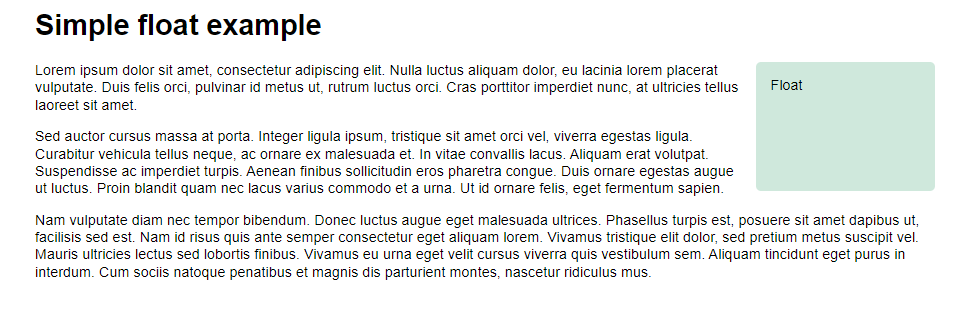 Simple float example
Lorem ipsum dolor sit amet, consectetur adipiscing elit. Nulla luctus aliquam dolor, eu lacinia lorem placerat
vulputate. Duis felis orci, pulvinar id metus ut, rutrum luctus orci. Cras porttitor imperdiet nunc, at ultricies tellus
laoreet sit amet.
Float
Sed auctor cursus massa at porta. Integer ligula ipsum, tristique sit amet orci vel, viverra egestas ligula.
Curabitur vehicula tellus neque, ac ornare ex malesuada et. In vitae convallis lacus. Aliquam erat volutpat.
Suspendisse ac imperdiet turpis. Aenean finibus sollicitudin eros pharetra congue. Duis ornare egestas augue
ut luctus. Proin blandit quam nec lacus varius commodo et a urna. Ut id ornare felis, eget fermentum sapien.
Nam vulputate diam nec tempor bibendum. Donec luctus augue eget malesuada ultrices. Phasellus turpis est, posuere sit amet dapibus ut,
facilisis sed est. Nam id risus quis ante semper consectetur eget aliquam lorem. Vivamus tristique elit dolor, sed pretium metus suscipit vel.
Mauris ultricies lectus sed lobortis finibus. Vivamus eu urna eget velit cursus viverra quis vestibulum sem. Aliquam tincidunt eget purus in
interdum. Cum sociis natoque penatibus et magnis dis parturient montes, nascetur ridiculus mus.